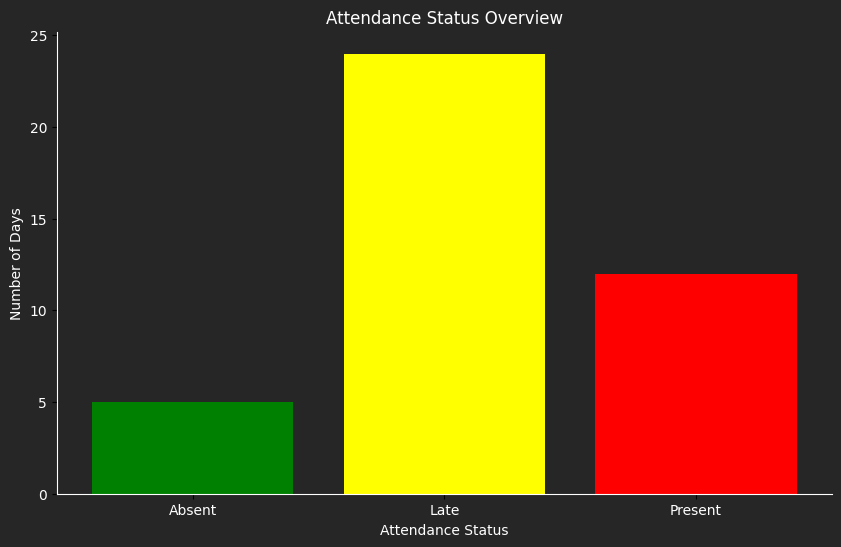 Attendance Status Overview
25
20
15
10
5
0
Number of Days
Absent
Late
Present
Attendance Status